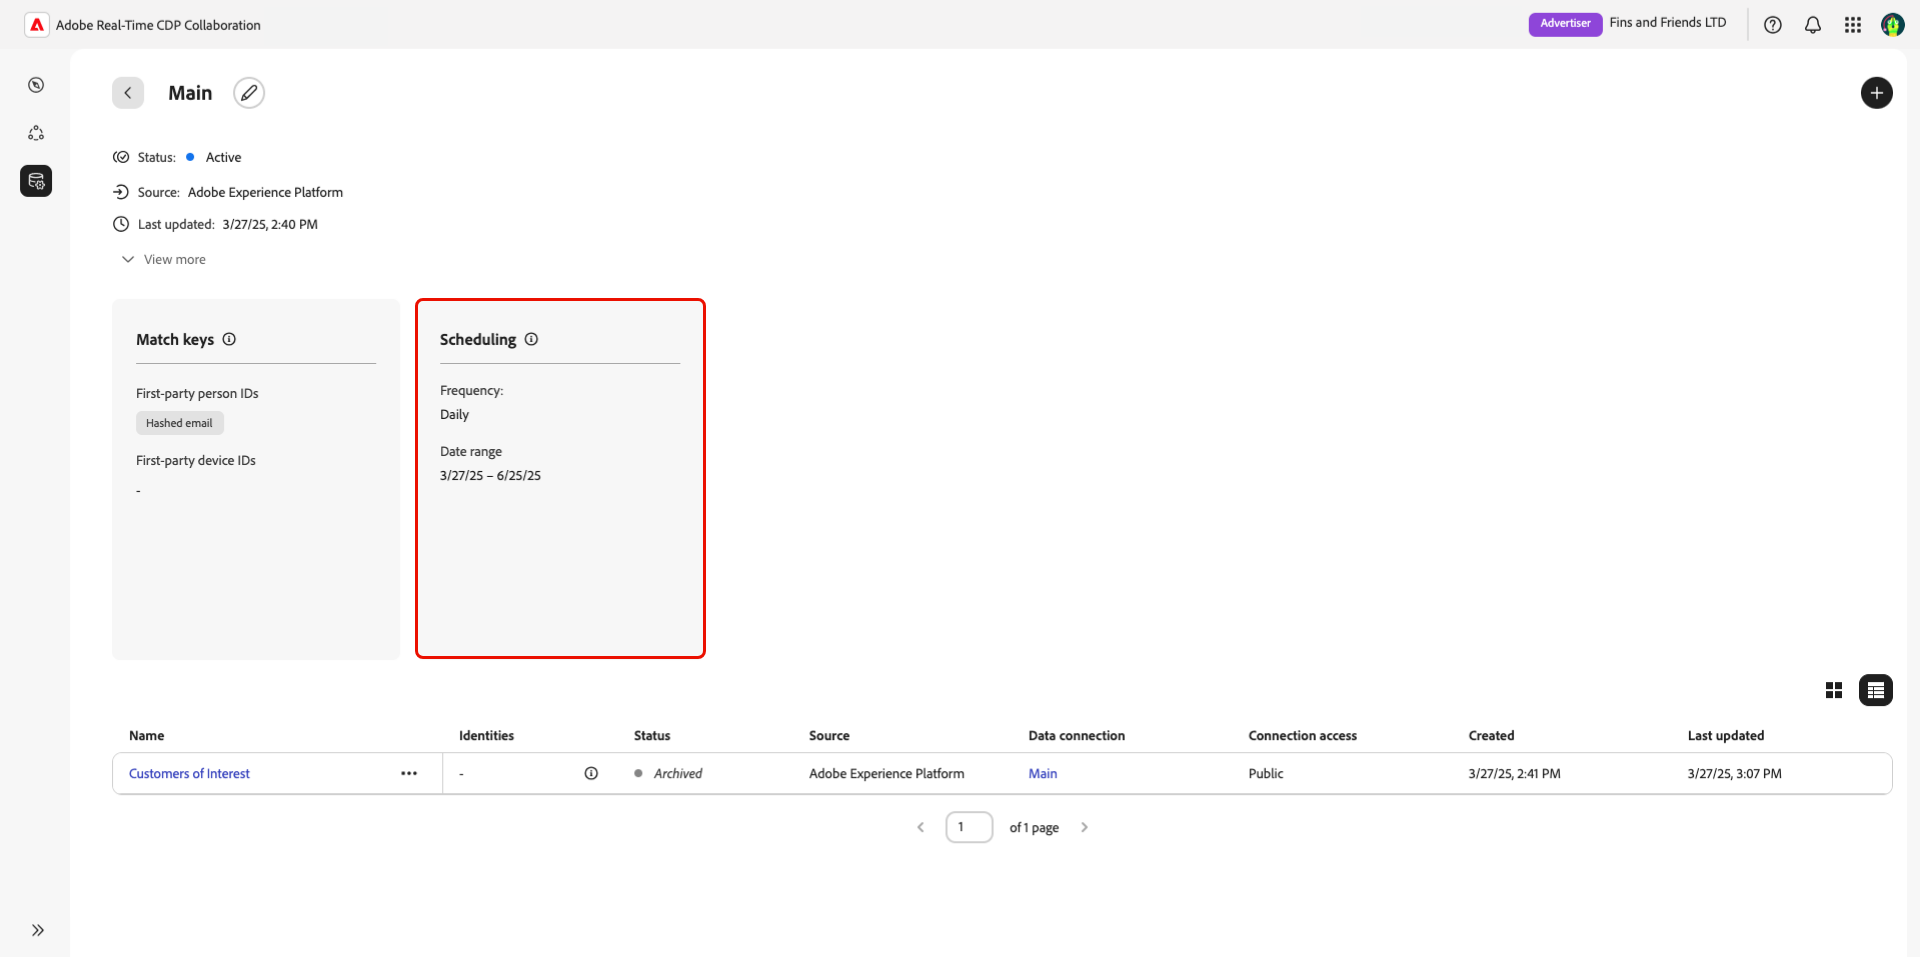 Adobe Real-Time CDP Collaboration
Advertiser
Fins and Friends LTD
Main
Status: Active
Source: Adobe Experience Platform
Last updated: 3/27/25, 2:40 PM
View more
Match keys
First-party person IDs
Hashed email
First-party device IDs
-
Scheduling
Frequency:
Daily
Date range
3/27/25 – 6/25/25
Name Identities Status Source Data connection Connection access Created Last updated
Customers of Interest ••• - Archived Adobe Experience Platform Main Public 3/27/25, 2:41 PM 3/27/25, 3:07 PM
1 of 1 page